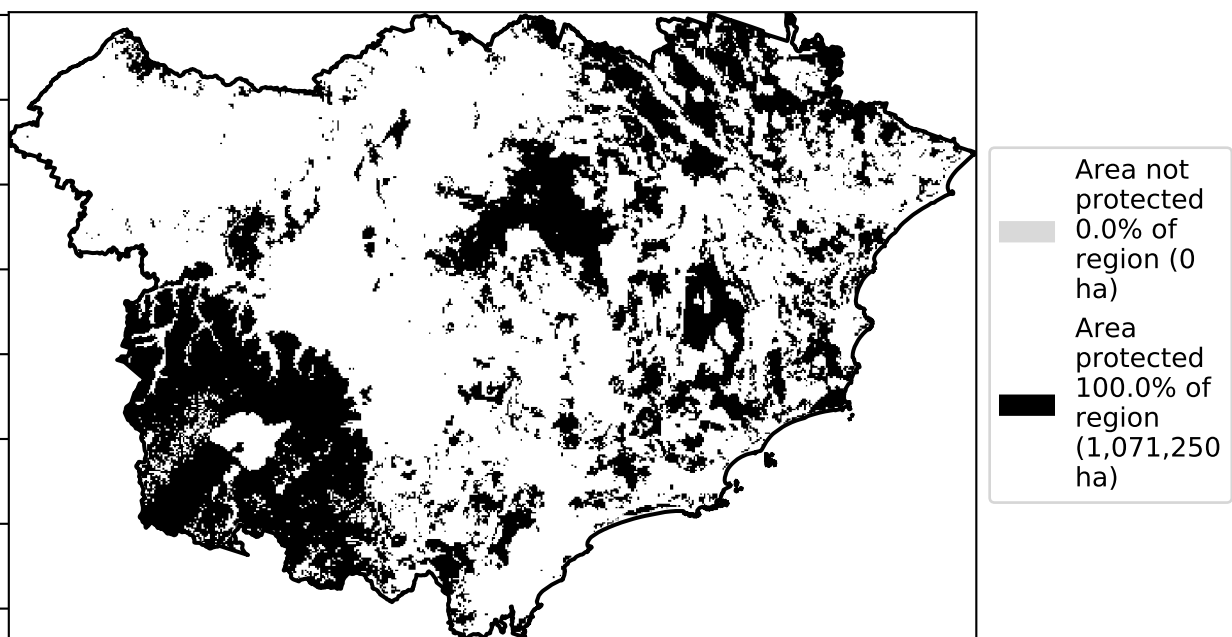 Area not
protected
0.0% of
region (0
ha)
Area
protected
100.0% of
region
(1,071,250
ha)